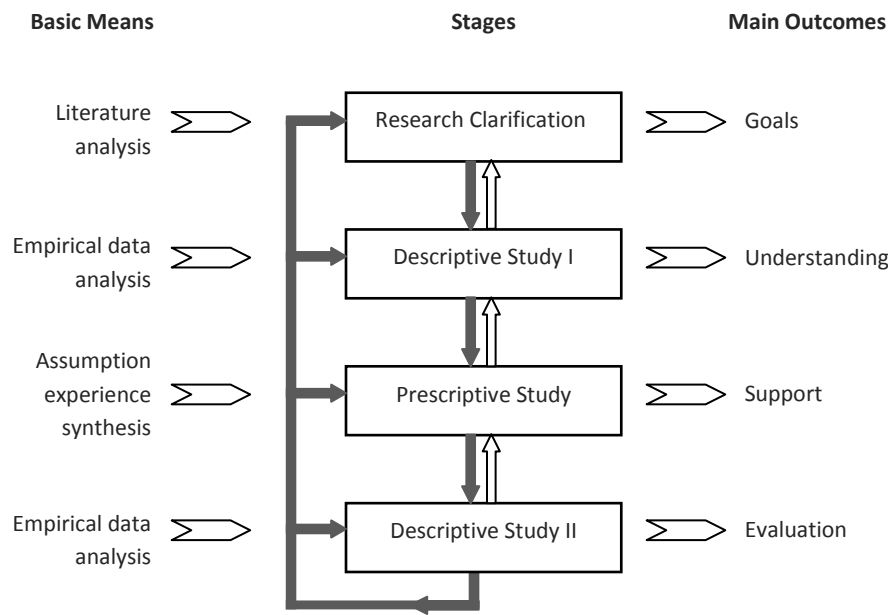 Basic Means
Stages
Main Outcomes
Literature
analysis
Research Clarification
Goals
Empirical data
analysis
Descriptive Study I
Understanding
Assumption
experience
synthesis
Prescriptive Study
Support
Empirical data
analysis
Descriptive Study II
Evaluation